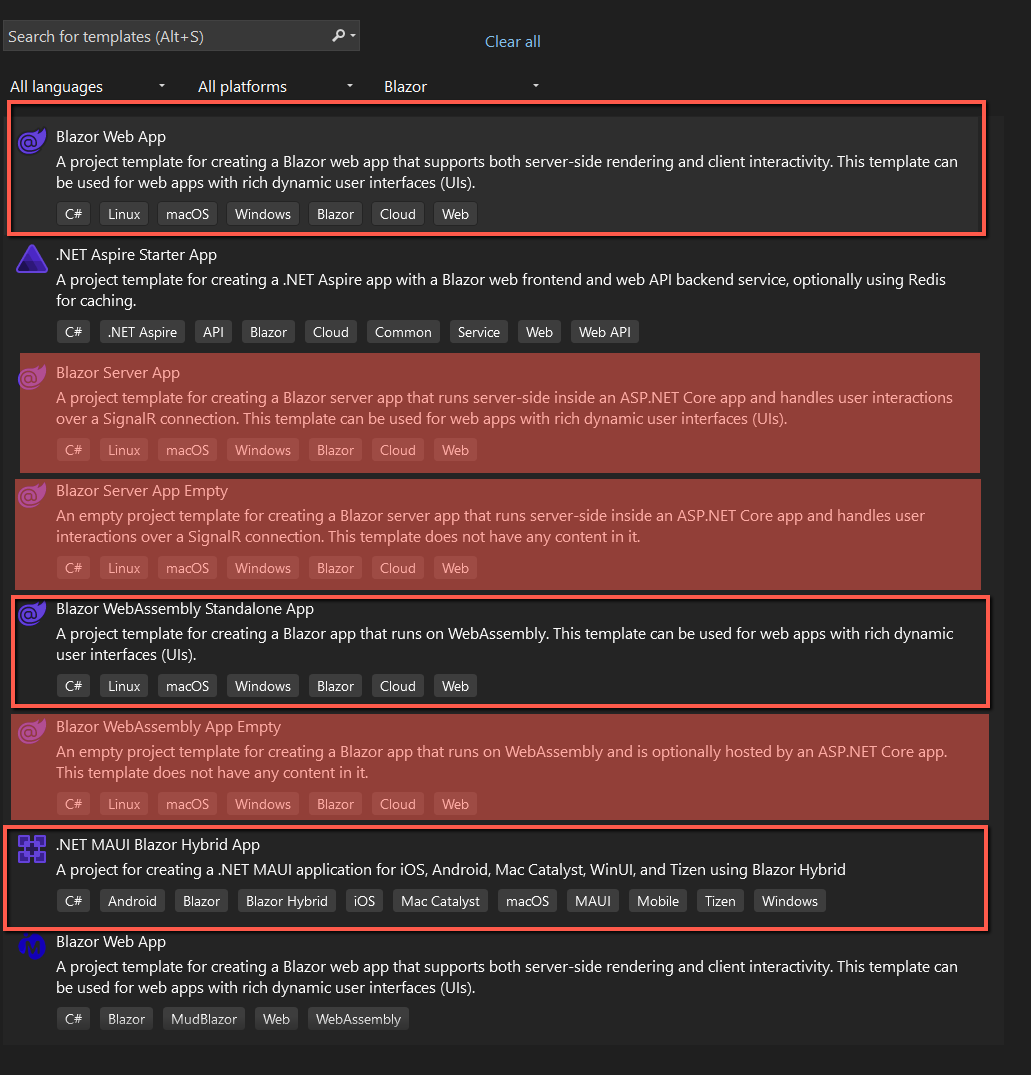 Search for templates (Alt+S)
Clear all
All languages
All platforms
Blazor
Blazor Web App
A project template for creating a Blazor web app that supports both server-side rendering and client interactivity. This template can
be used for web apps with rich dynamic user interfaces (UIs).
C# Linux macOS Windows Blazor Cloud Web
.NET Aspire Starter App
A project template for creating a .NET Aspire app with a Blazor web frontend and web API backend service, optionally using Redis
for caching.
C# .NET Aspire API Blazor Cloud Common Service Web Web API
Blazor Server App
A project template for creating a Blazor server app that runs server-side inside an ASP.NET Core app and handles user interactions
over a SignalR connection. This template can be used for web apps with rich dynamic user interfaces (UIs).
C# Linux macOS Windows Blazor Cloud Web
Blazor Server App Empty
An empty project template for creating a Blazor server app that runs server-side inside an ASP.NET Core app and handles user
interactions over a SignalR connection. This template does not have any content in it.
C# Linux macOS Windows Blazor Cloud Web
Blazor WebAssembly Standalone App
A project template for creating a Blazor app that runs on WebAssembly. This template can be used for web apps with rich dynamic
user interfaces (UIs).
C# Linux macOS Windows Blazor Cloud Web
Blazor WebAssembly App Empty
An empty project template for creating a Blazor app that runs on WebAssembly and is optionally hosted by an ASP.NET Core app.
This template does not have any content in it.
C# Linux macOS Windows Blazor Cloud Web
.NET MAUI Blazor Hybrid App
A project for creating a .NET MAUI application for iOS, Android, Mac Catalyst, WinUI, and Tizen using Blazor Hybrid
C# Android Blazor Blazor Hybrid iOS Mac Catalyst macOS MAUI Mobile Tizen Windows
Blazor Web App
A project template for creating a Blazor web app that supports both server-side rendering and client interactivity. This template can
be used for web apps with rich dynamic user interfaces (UIs).
C# Blazor MudBlazor Web WebAssembly